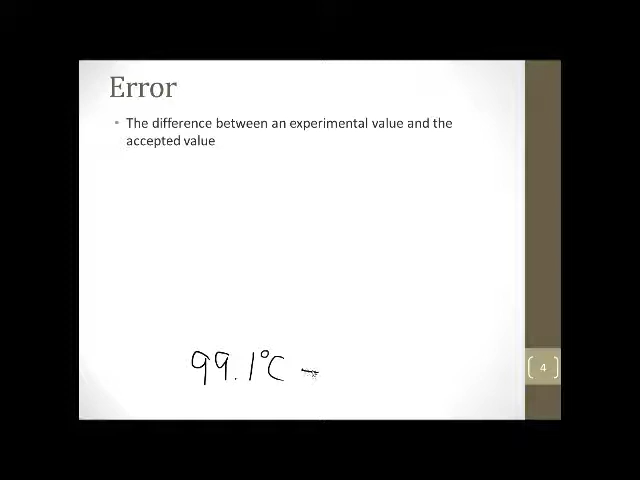 Error
• The difference between an experimental value and the
accepted value
99.1°C –
[4]